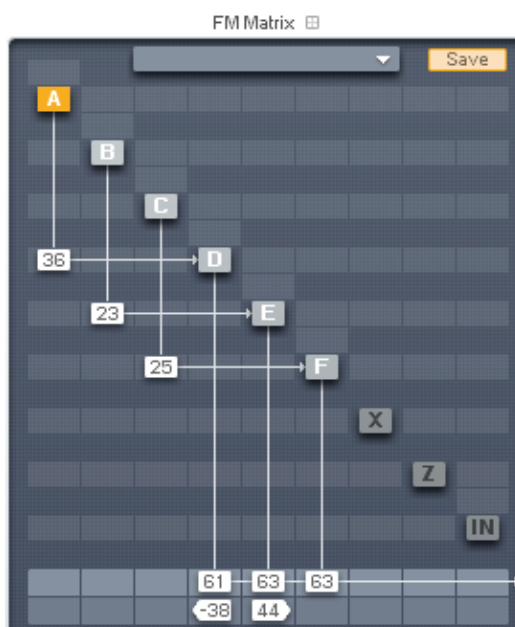 FM Matrix
Save
A
B
C
36 D
23 E
25 F
X
Z
IN
61 63 63
-38 44